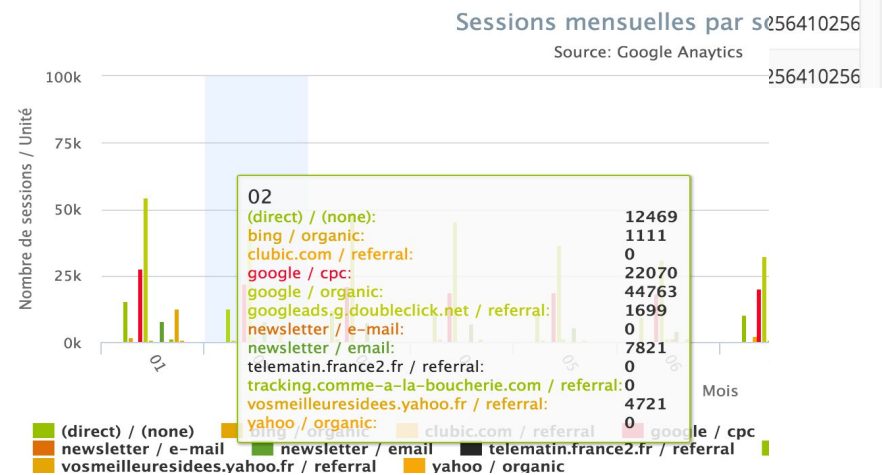 Sessions mensuelles par
256410256
Source: Google Anaytics
256410256
100k
75k
50k
25k
0k
Nombre de sessions / Unité
02
(direct) / (none): 12469
bing / organic: 1111
clubic.com / referral: 0
google / cpc: 22070
google / organic: 44763
googleads.g.doubleclick.net / referral: 1699
newsletter / e-mail: 0
newsletter / email: 7821
telematin.france2.fr / referral: 0
tracking.comme-a-la-boucherie.com / referral: 0
vosmeilleuresidees.yahoo.fr / referral: 4721
yahoo / organic: 0
01
05
06
Mois
(direct) / (none) bing / organic clubic.com / referral google / cpc
newsletter / e-mail newsletter / email telematin.france2.fr / referral
vosmeilleuresidees.yahoo.fr / referral yahoo / organic